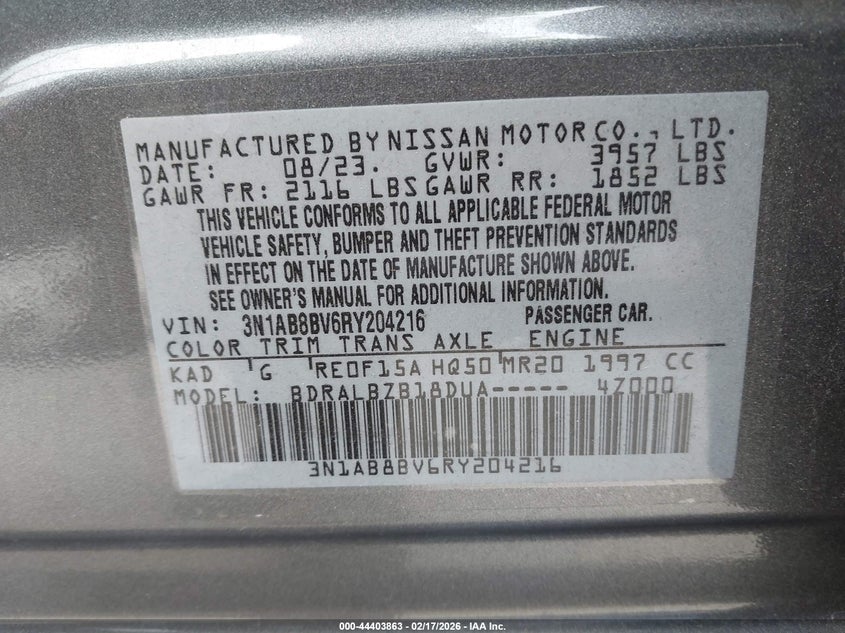 MANUFACTURED BY NISSAN MOTOR CO., LTD.
DATE: 08/23. GVWR: 3957 LBS
GAWR FR: 2116 LBS GAWR RR: 1852 LBS
THIS VEHICLE CONFORMS TO ALL APPLICABLE FEDERAL MOTOR
VEHICLE SAFETY, BUMPER AND THEFT PREVENTION STANDARDS
IN EFFECT ON THE DATE OF MANUFACTURE SHOWN ABOVE.
SEE OWNER'S MANUAL FOR ADDITIONAL INFORMATION.
VIN: 3N1AB8BV6RY204216 PASSENGER CAR.
COLOR TRIM TRANS AXLE ENGINE
KAD G RE0F15A HQ50 MR20 1997 CC
MODEL: BDRALBZB18DUA----- 4Z000
3N1AB8BV6RY204216
000-44403863 - 02/17/2026 - IAA Inc.